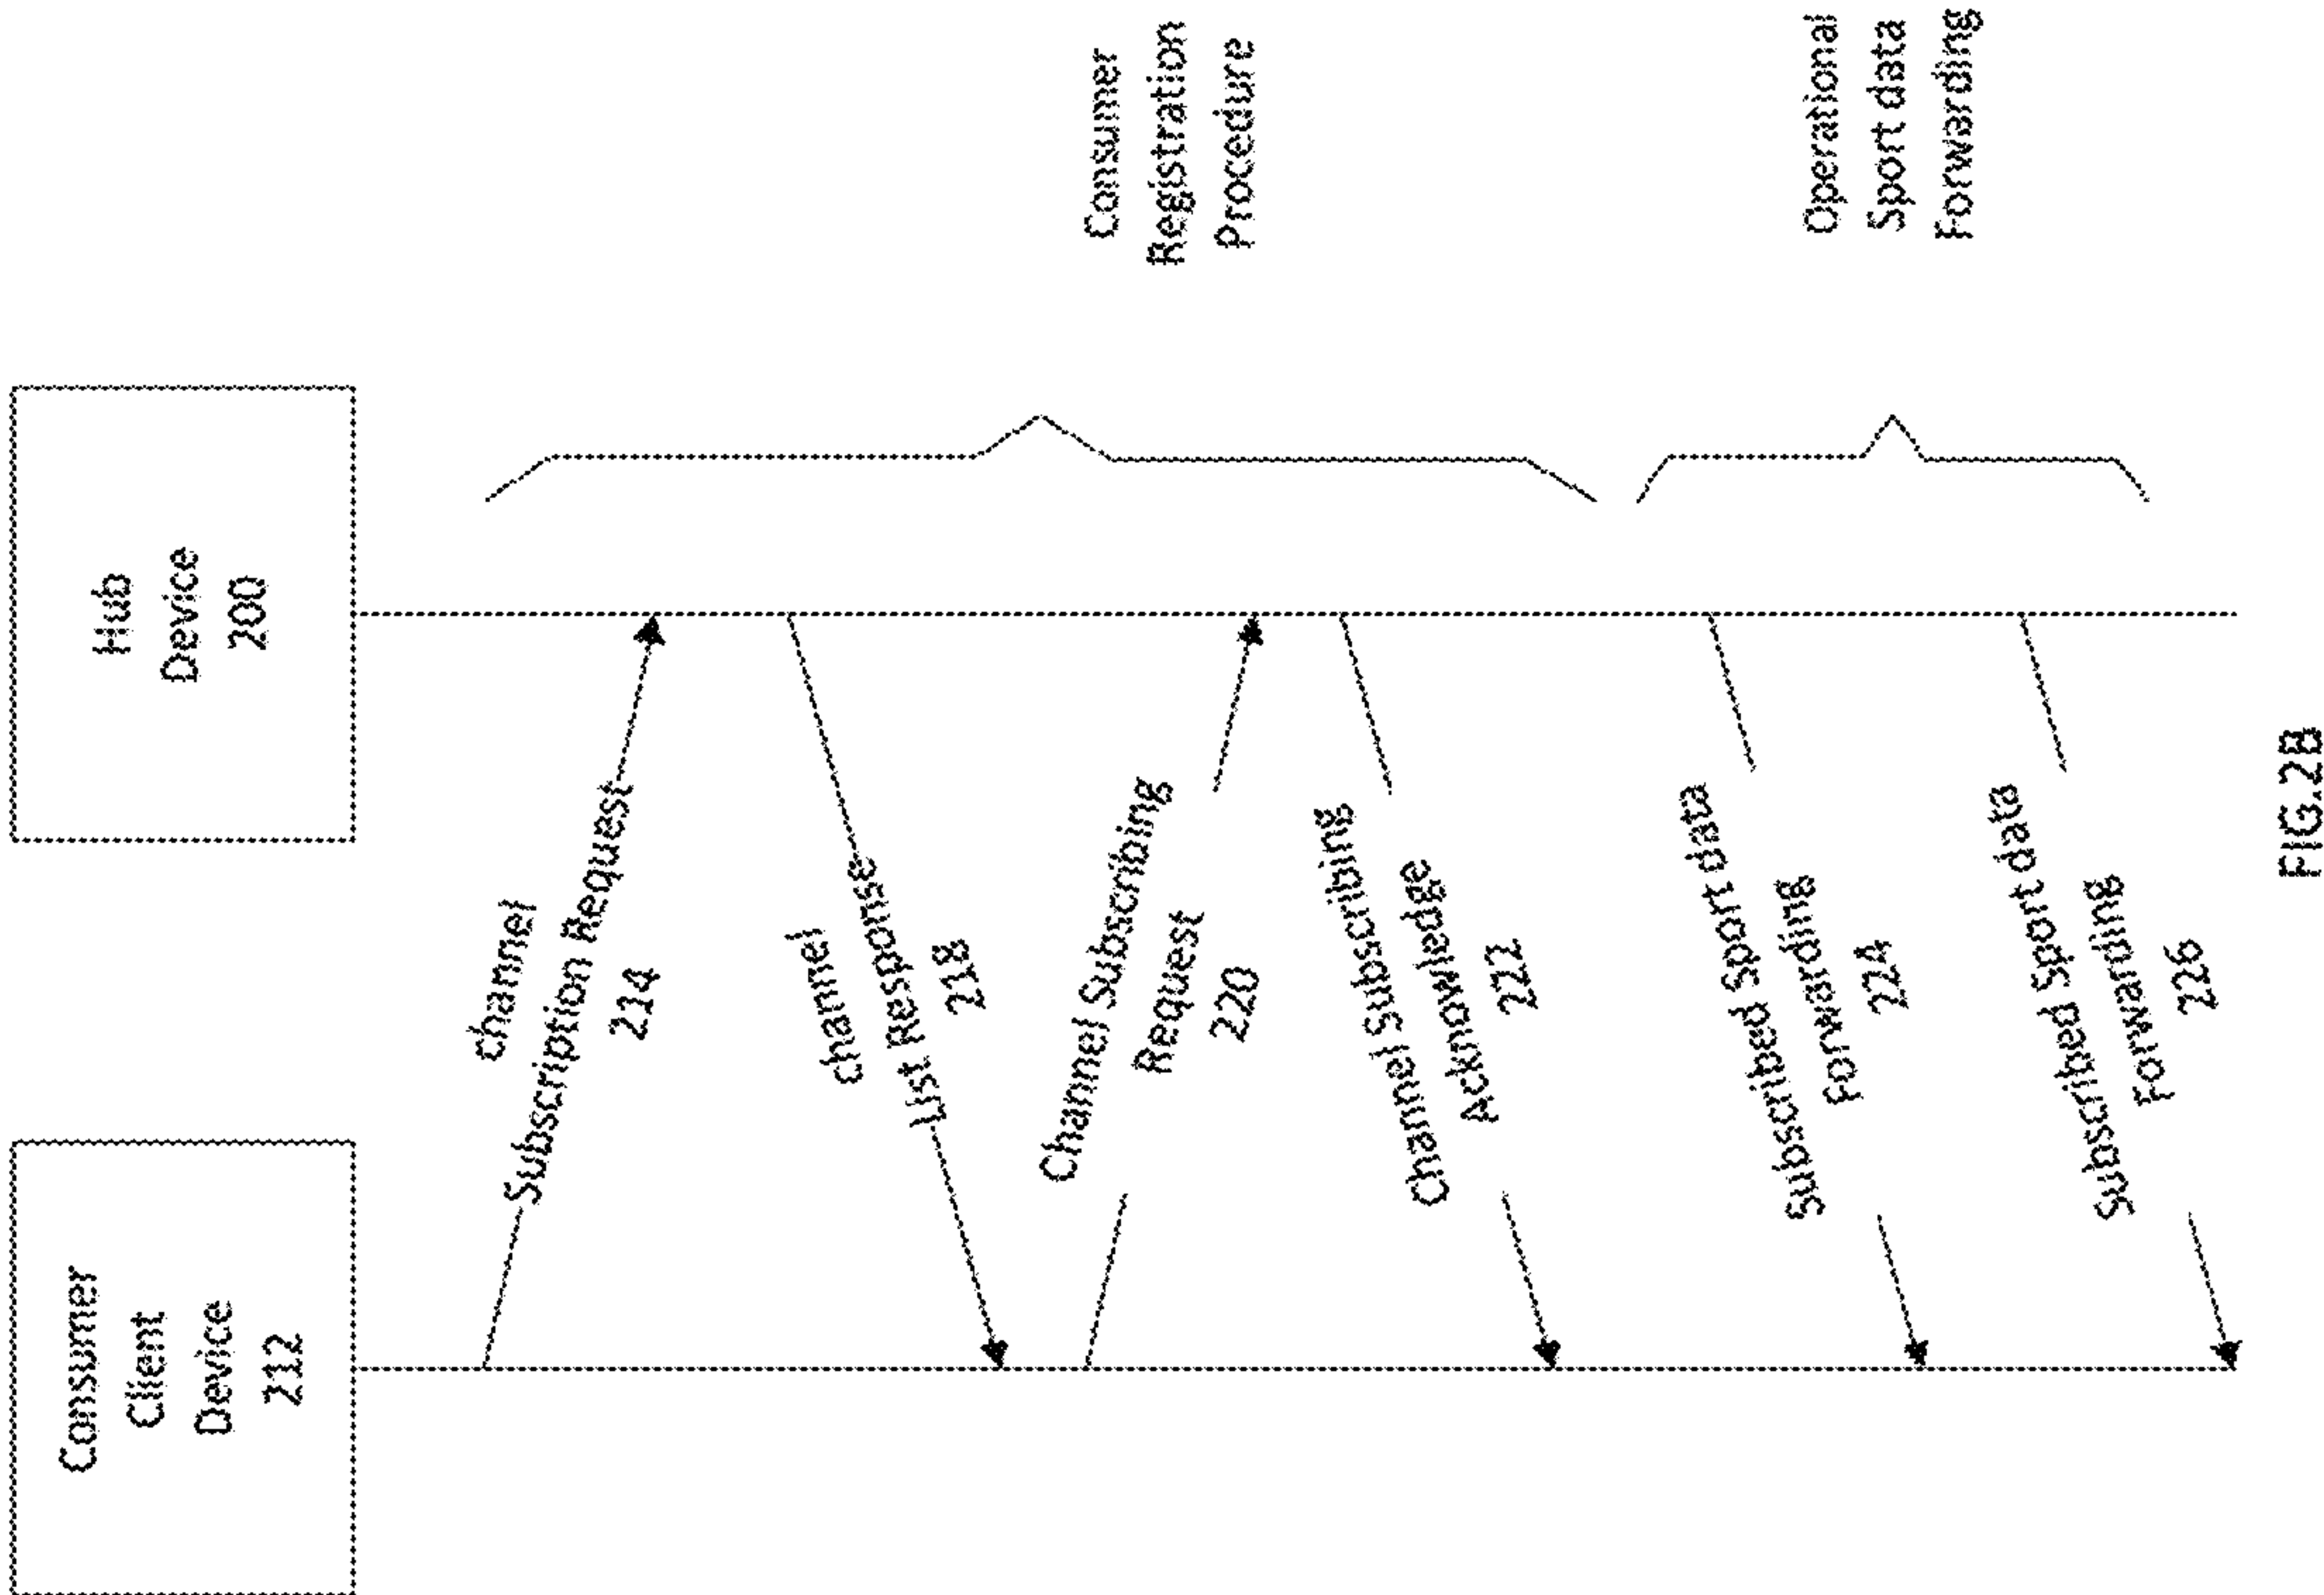 Consumer
Client
Device
212
Hub
Device
200
channel
Subscription Request
214
channel
List Response
218
Channel Subscribing
Request
220
Channel Subscribing
Acknowledge
222
Subscribed Sport data
Forwarding
224
Subscribed Sport data
Forwarding
226
Consumer
Registration
Procedure
Operational
Sport data
Forwarding
FIG.2B